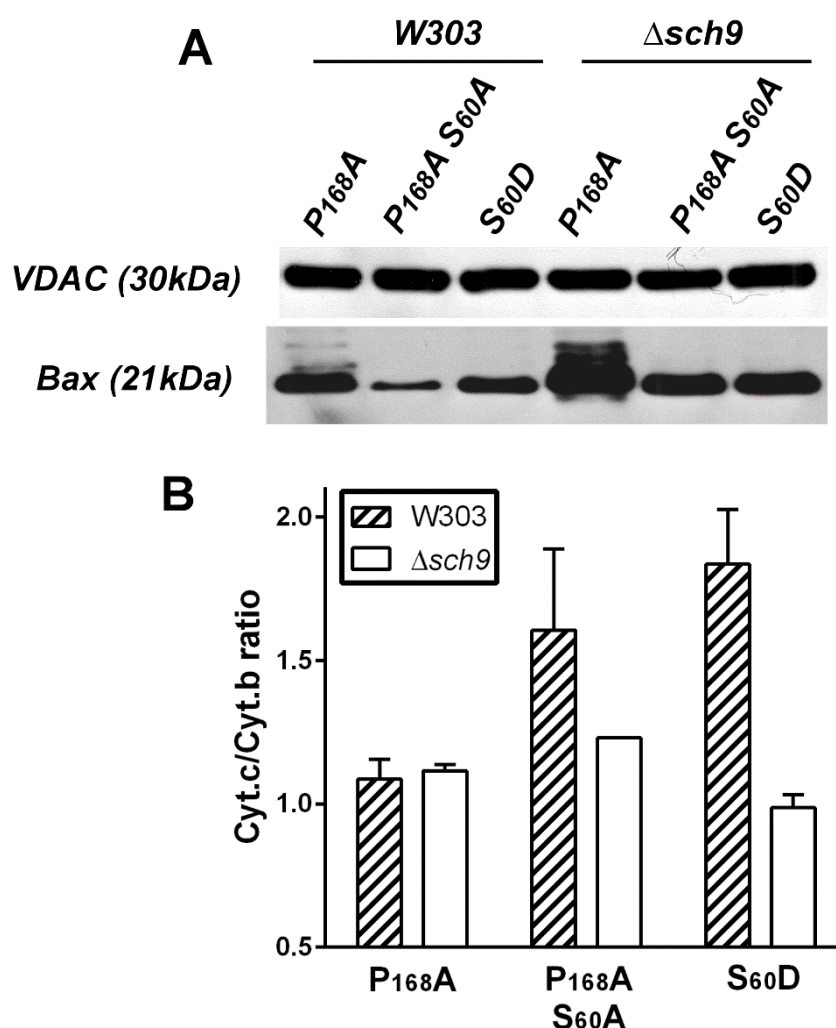 A
W303 Δsch9
P168A P168A S60A S60D P168A P168A S60A S60D
VDAC (30kDa)
Bax (21kDa)
B
W303
Δsch9
Cyt.c/Cyt.b ratio
2.0
1.5
1.0
0.5
P168A P168A S60D
S60A